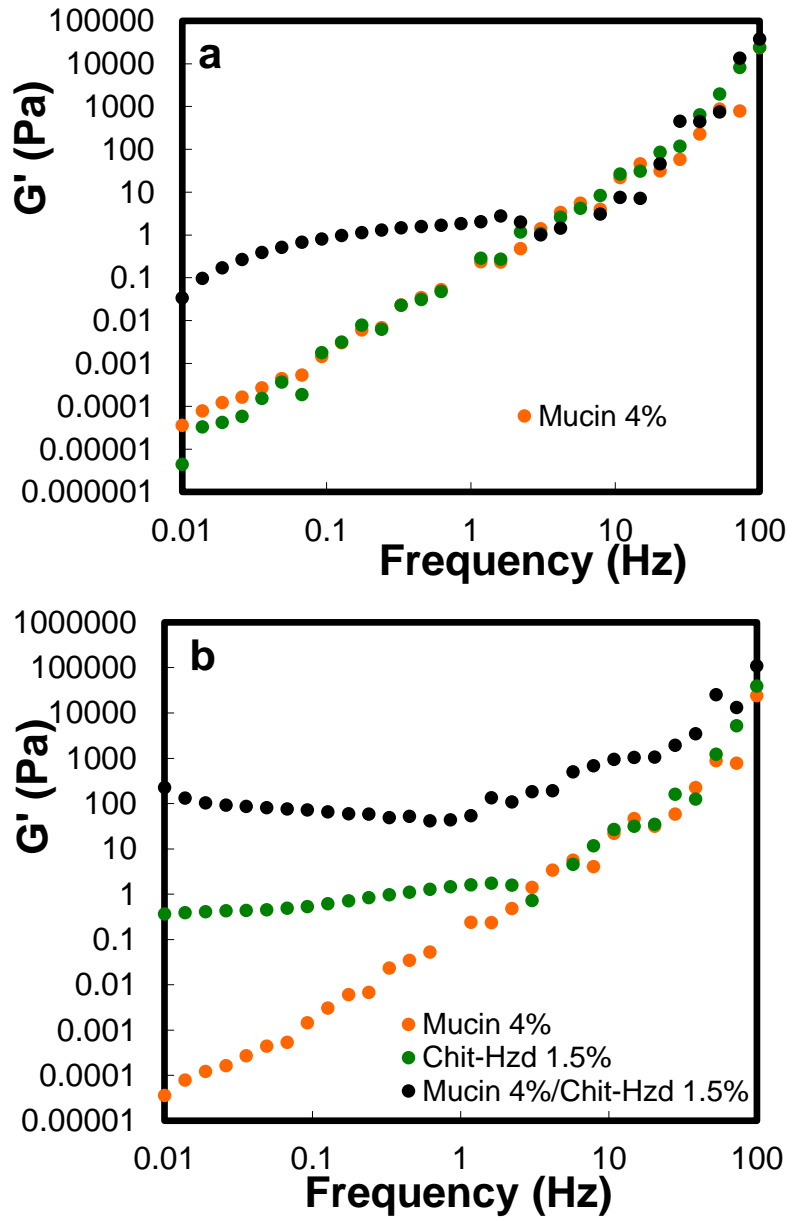 a
G' (Pa)
100000
10000
1000
100
10
1
0.1
0.01
0.001
0.0001
0.00001
0.000001
Mucin 4%
0.01 0.1 1 10 100
Frequency (Hz)
b
G' (Pa)
1000000
100000
10000
1000
100
10
1
0.1
0.01
0.001
0.0001
0.00001
Mucin 4%
Chit-Hzd 1.5%
Mucin 4%/Chit-Hzd 1.5%
0.01 0.1 1 10 100
Frequency (Hz)